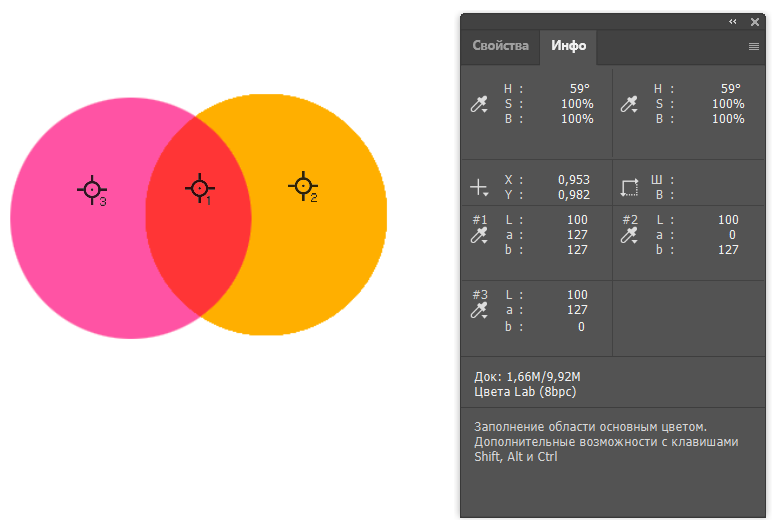 Свойства Инфо
H : 59° H : 59°
S : 100% S : 100%
B : 100% B : 100%
X : 0,953 Ш :
Y : 0,982 В :
#1 L : 100 #2 L : 100
a : 127 a : 0
b : 127 b : 127
#3 L : 100
a : 127
b : 0
3 1 2
Док: 1,66M/9,92M
Цвета Lab (8bpc)
Заполнение области основным цветом.
Дополнительные возможности с клавишами
Shift, Alt и Ctrl